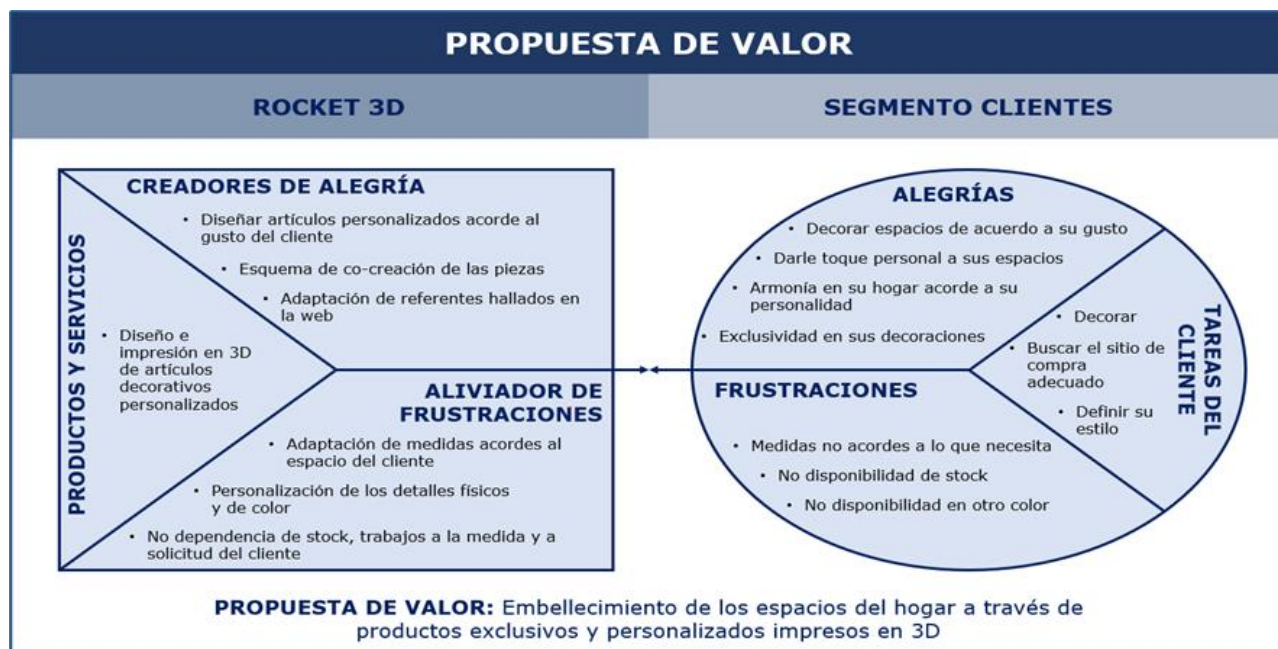 PROPUESTA DE VALOR
ROCKET 3D
SEGMENTO CLIENTES
CREADORES DE ALEGRÍA
• Diseñar artículos personalizados acorde al
gusto del cliente
• Esquema de co-creación de las piezas
• Adaptación de referentes hallados en
la web
PRODUCTOS Y SERVICIOS
• Diseño e
impresión en 3D
de artículos
decorativos
personalizados
ALIVIADOR DE
FRUSTRACIONES
• Adaptación de medidas acordes al
espacio del cliente
• Personalización de los detalles físicos
y de color
• No dependencia de stock, trabajos a la medida y a
solicitud del cliente
ALEGRÍAS
• Decorar espacios de acuerdo a su gusto
• Darle toque personal a sus espacios
• Armonía en su hogar acorde a su
personalidad
• Exclusividad en sus decoraciones
FRUSTRACIONES
• Medidas no acordes a lo que necesita
• No disponibilidad de stock
• No disponibilidad en otro color
TAREAS DEL
CLIENTE
• Decorar
• Buscar el sitio de
compra
adecuado
• Definir su
estilo
PROPUESTA DE VALOR: Embellecimiento de los espacios del hogar a través de
productos exclusivos y personalizados impresos en 3D